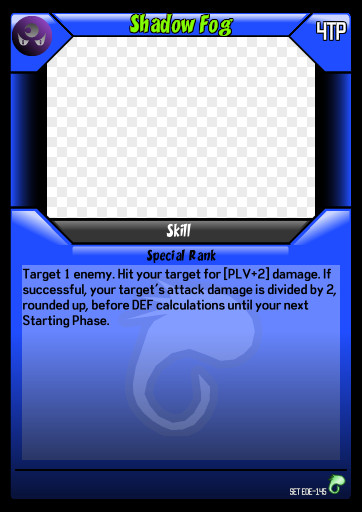 Shadow Fog
4TP
Skill
Special Rank
Target 1 enemy. Hit your target for [PLV+2] damage. If
successful, your target's attack damage is divided by 2,
rounded up, before DEF calculations until your next
Starting Phase.
SET EOE-145